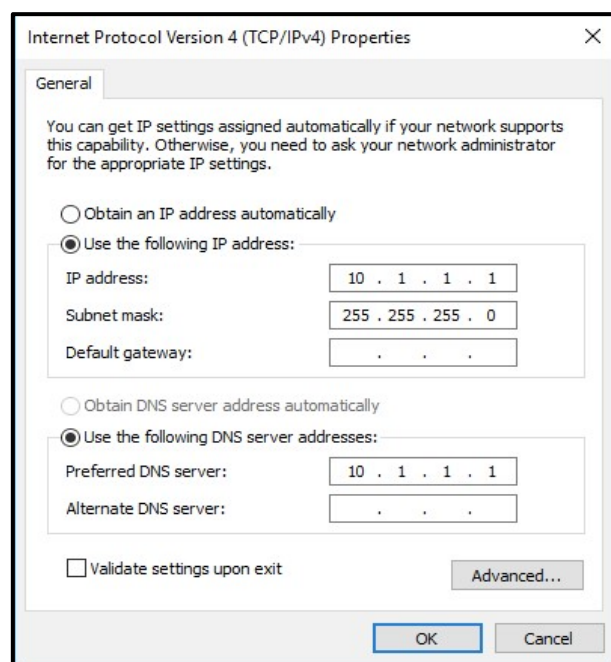 Internet Protocol Version 4 (TCP/IPv4) Properties
General
You can get IP settings assigned automatically if your network supports
this capability. Otherwise, you need to ask your network administrator
for the appropriate IP settings.
Obtain an IP address automatically
Use the following IP address:
IP address: 10 . 1 . 1 . 1
Subnet mask: 255 . 255 . 255 . 0
Default gateway: . . .
Obtain DNS server address automatically
Use the following DNS server addresses:
Preferred DNS server: 10 . 1 . 1 . 1
Alternate DNS server: . . .
Validate settings upon exit
Advanced...
OK Cancel